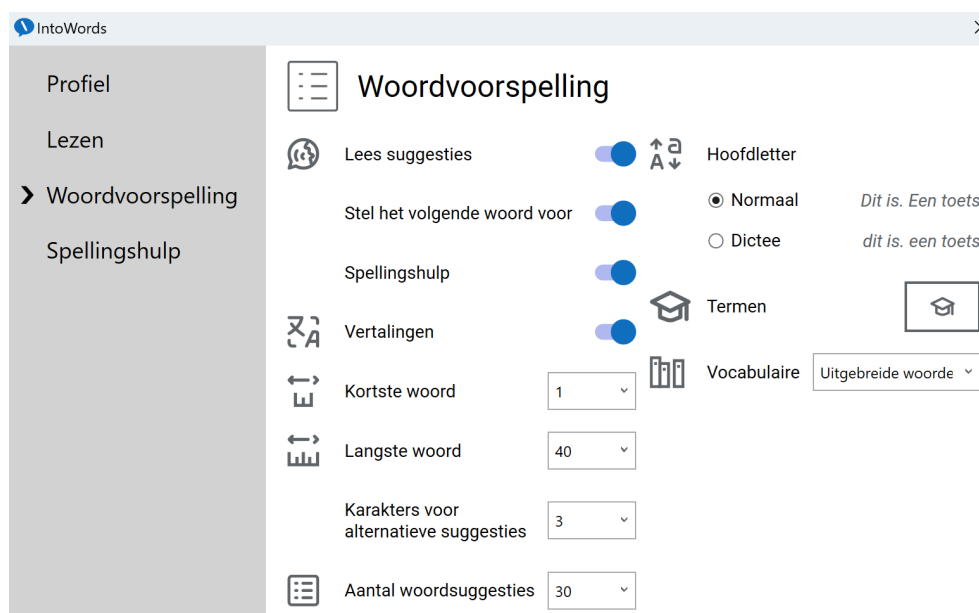 IntoWords
Profiel
Lezen
Woordvoorspelling
Spellingshulp
Woordvoorspelling
Lees suggesties
Stel het volgende woord voor
Spellingshulp
Vertalingen
Kortste woord
1
Langste woord
40
Karakters voor
alternatieve suggesties
3
Aantal woordsuggesties
30
Hoofdletter
Normaal
Dit is. Een toets
Dictee
dit is. een toets
Termen
Vocabulaire
Uitgebreide woorde